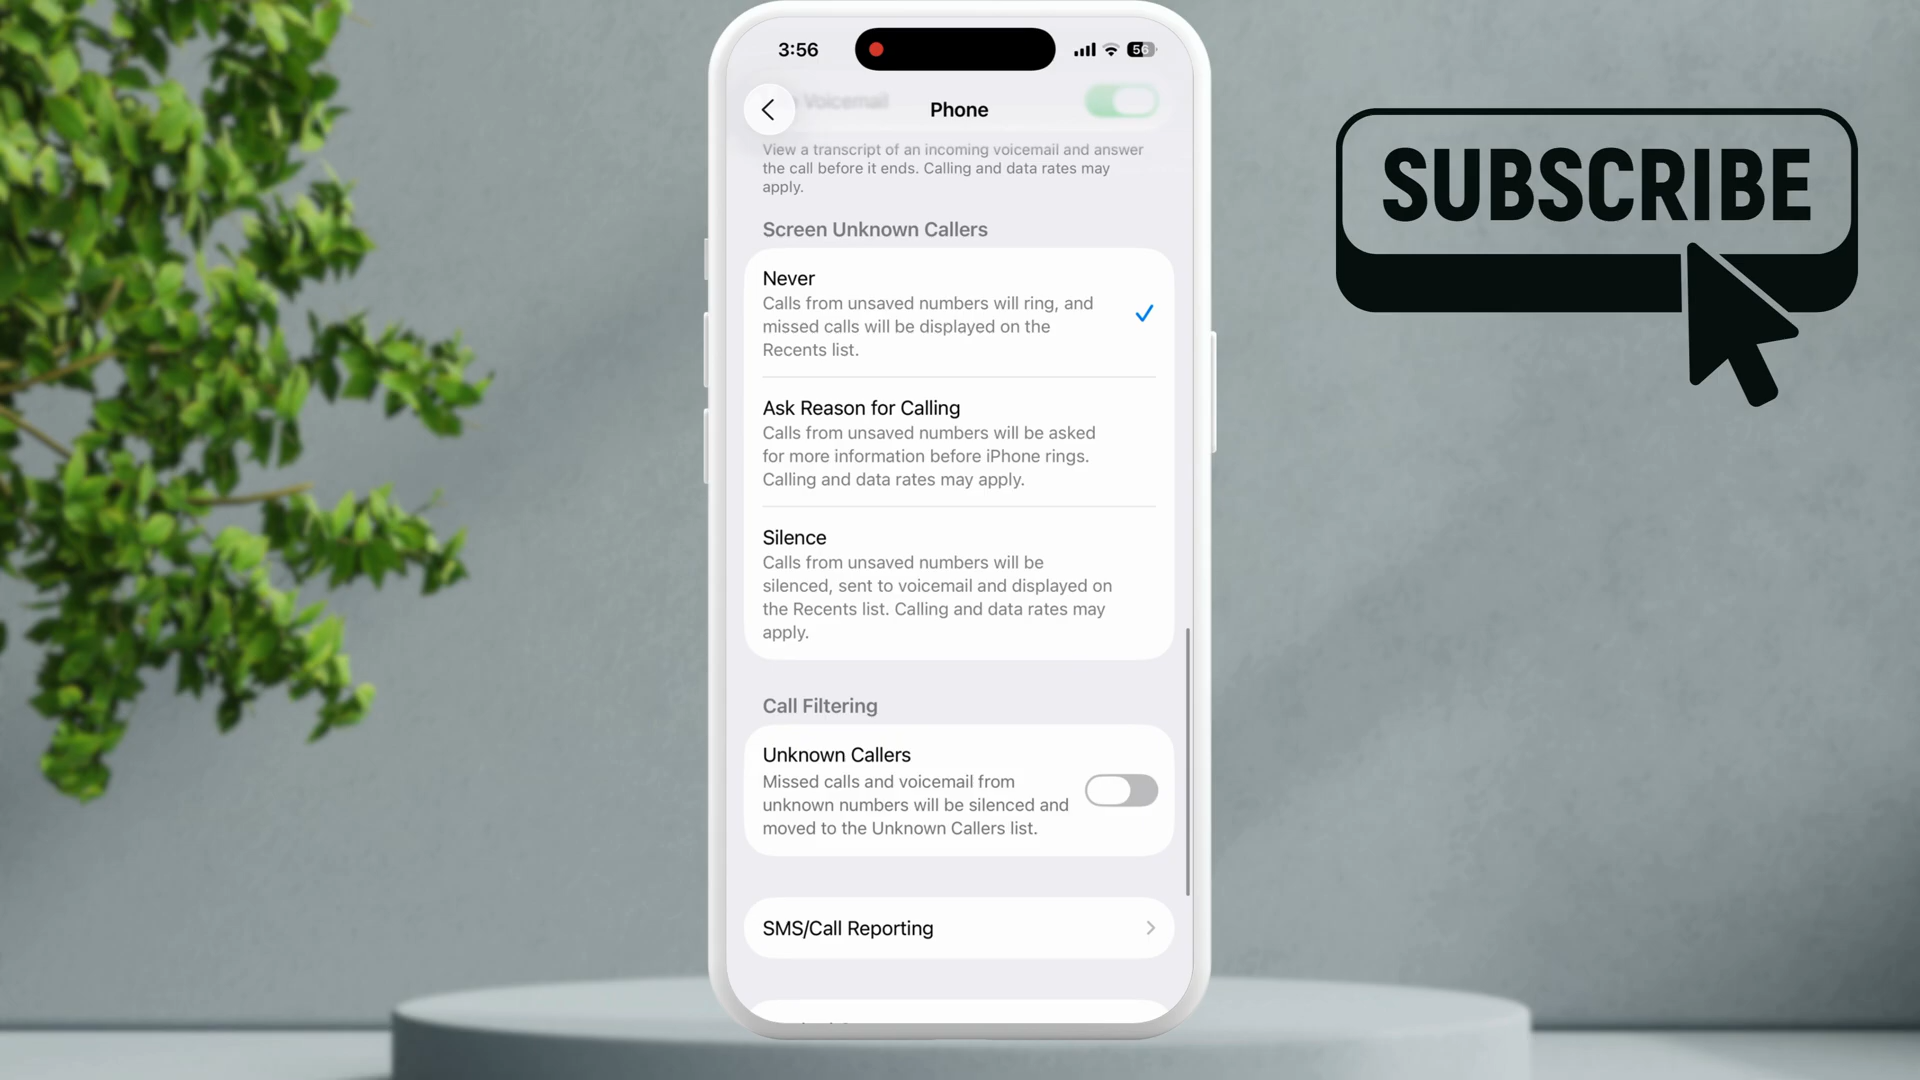 3:56
56
Voicemail
Phone
View a transcript of an incoming voicemail and answer
the call before it ends. Calling and data rates may
apply.
Screen Unknown Callers
Never
Calls from unsaved numbers will ring, and
missed calls will be displayed on the
Recents list.
Ask Reason for Calling
Calls from unsaved numbers will be asked
for more information before iPhone rings.
Calling and data rates may apply.
Silence
Calls from unsaved numbers will be
silenced, sent to voicemail and displayed on
the Recents list. Calling and data rates may
apply.
Call Filtering
Unknown Callers
Missed calls and voicemail from
unknown numbers will be silenced and
moved to the Unknown Callers list.
SMS/Call Reporting
SUBSCRIBE